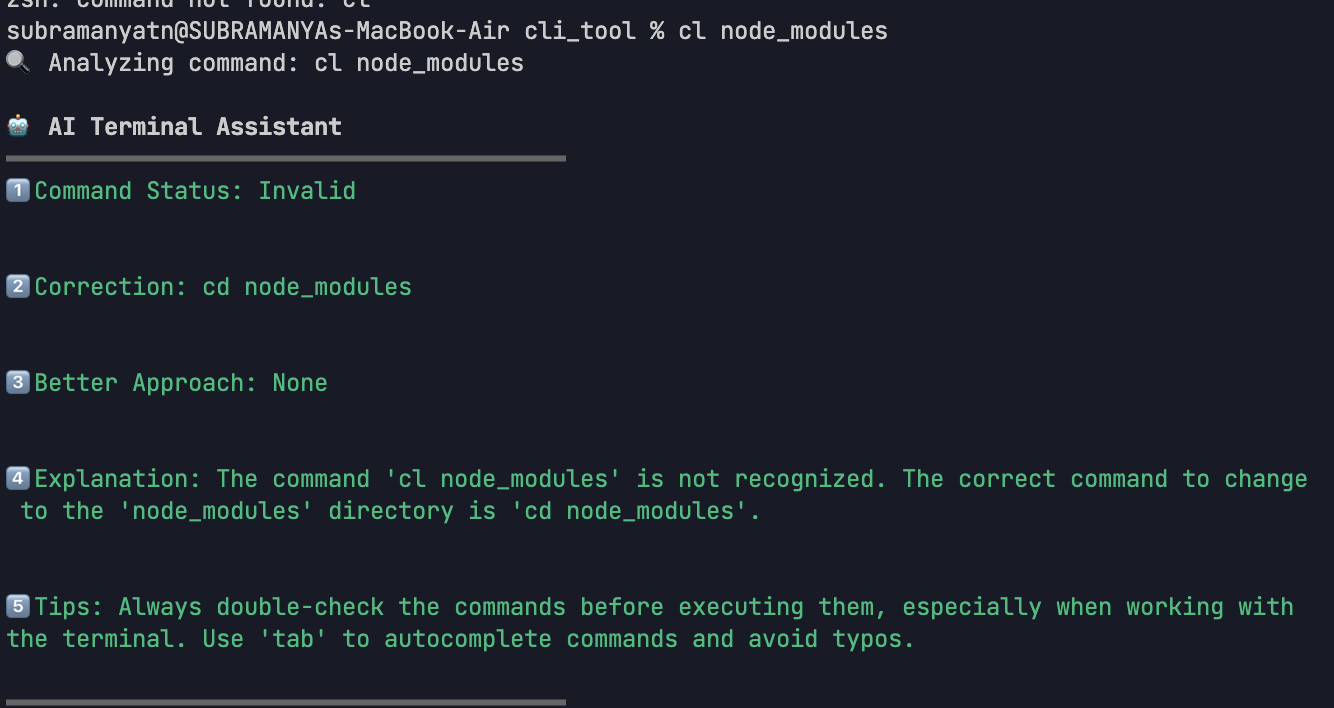 zsh: command not found: cl
subramanyatn@SUBRAMANYAs-MacBook-Air cli_tool % cl node_modules
🔍 Analyzing command: cl node_modules
🤖 AI Terminal Assistant
1️⃣Command Status: Invalid
2️⃣Correction: cd node_modules
3️⃣Better Approach: None
4️⃣Explanation: The command 'cl node_modules' is not recognized. The correct command to change
to the 'node_modules' directory is 'cd node_modules'.
5️⃣Tips: Always double-check the commands before executing them, especially when working with
the terminal. Use 'tab' to autocomplete commands and avoid typos.